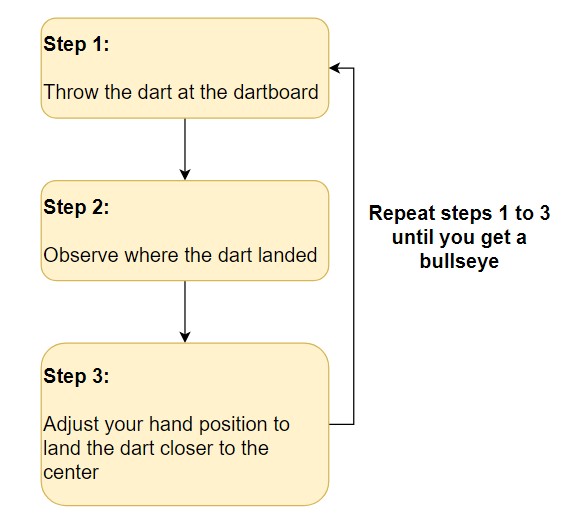 Step 1:
Throw the dart at the dartboard
Step 2:
Observe where the dart landed
Step 3:
Adjust your hand position to
land the dart closer to the
center
Repeat steps 1 to 3
until you get a
bullseye